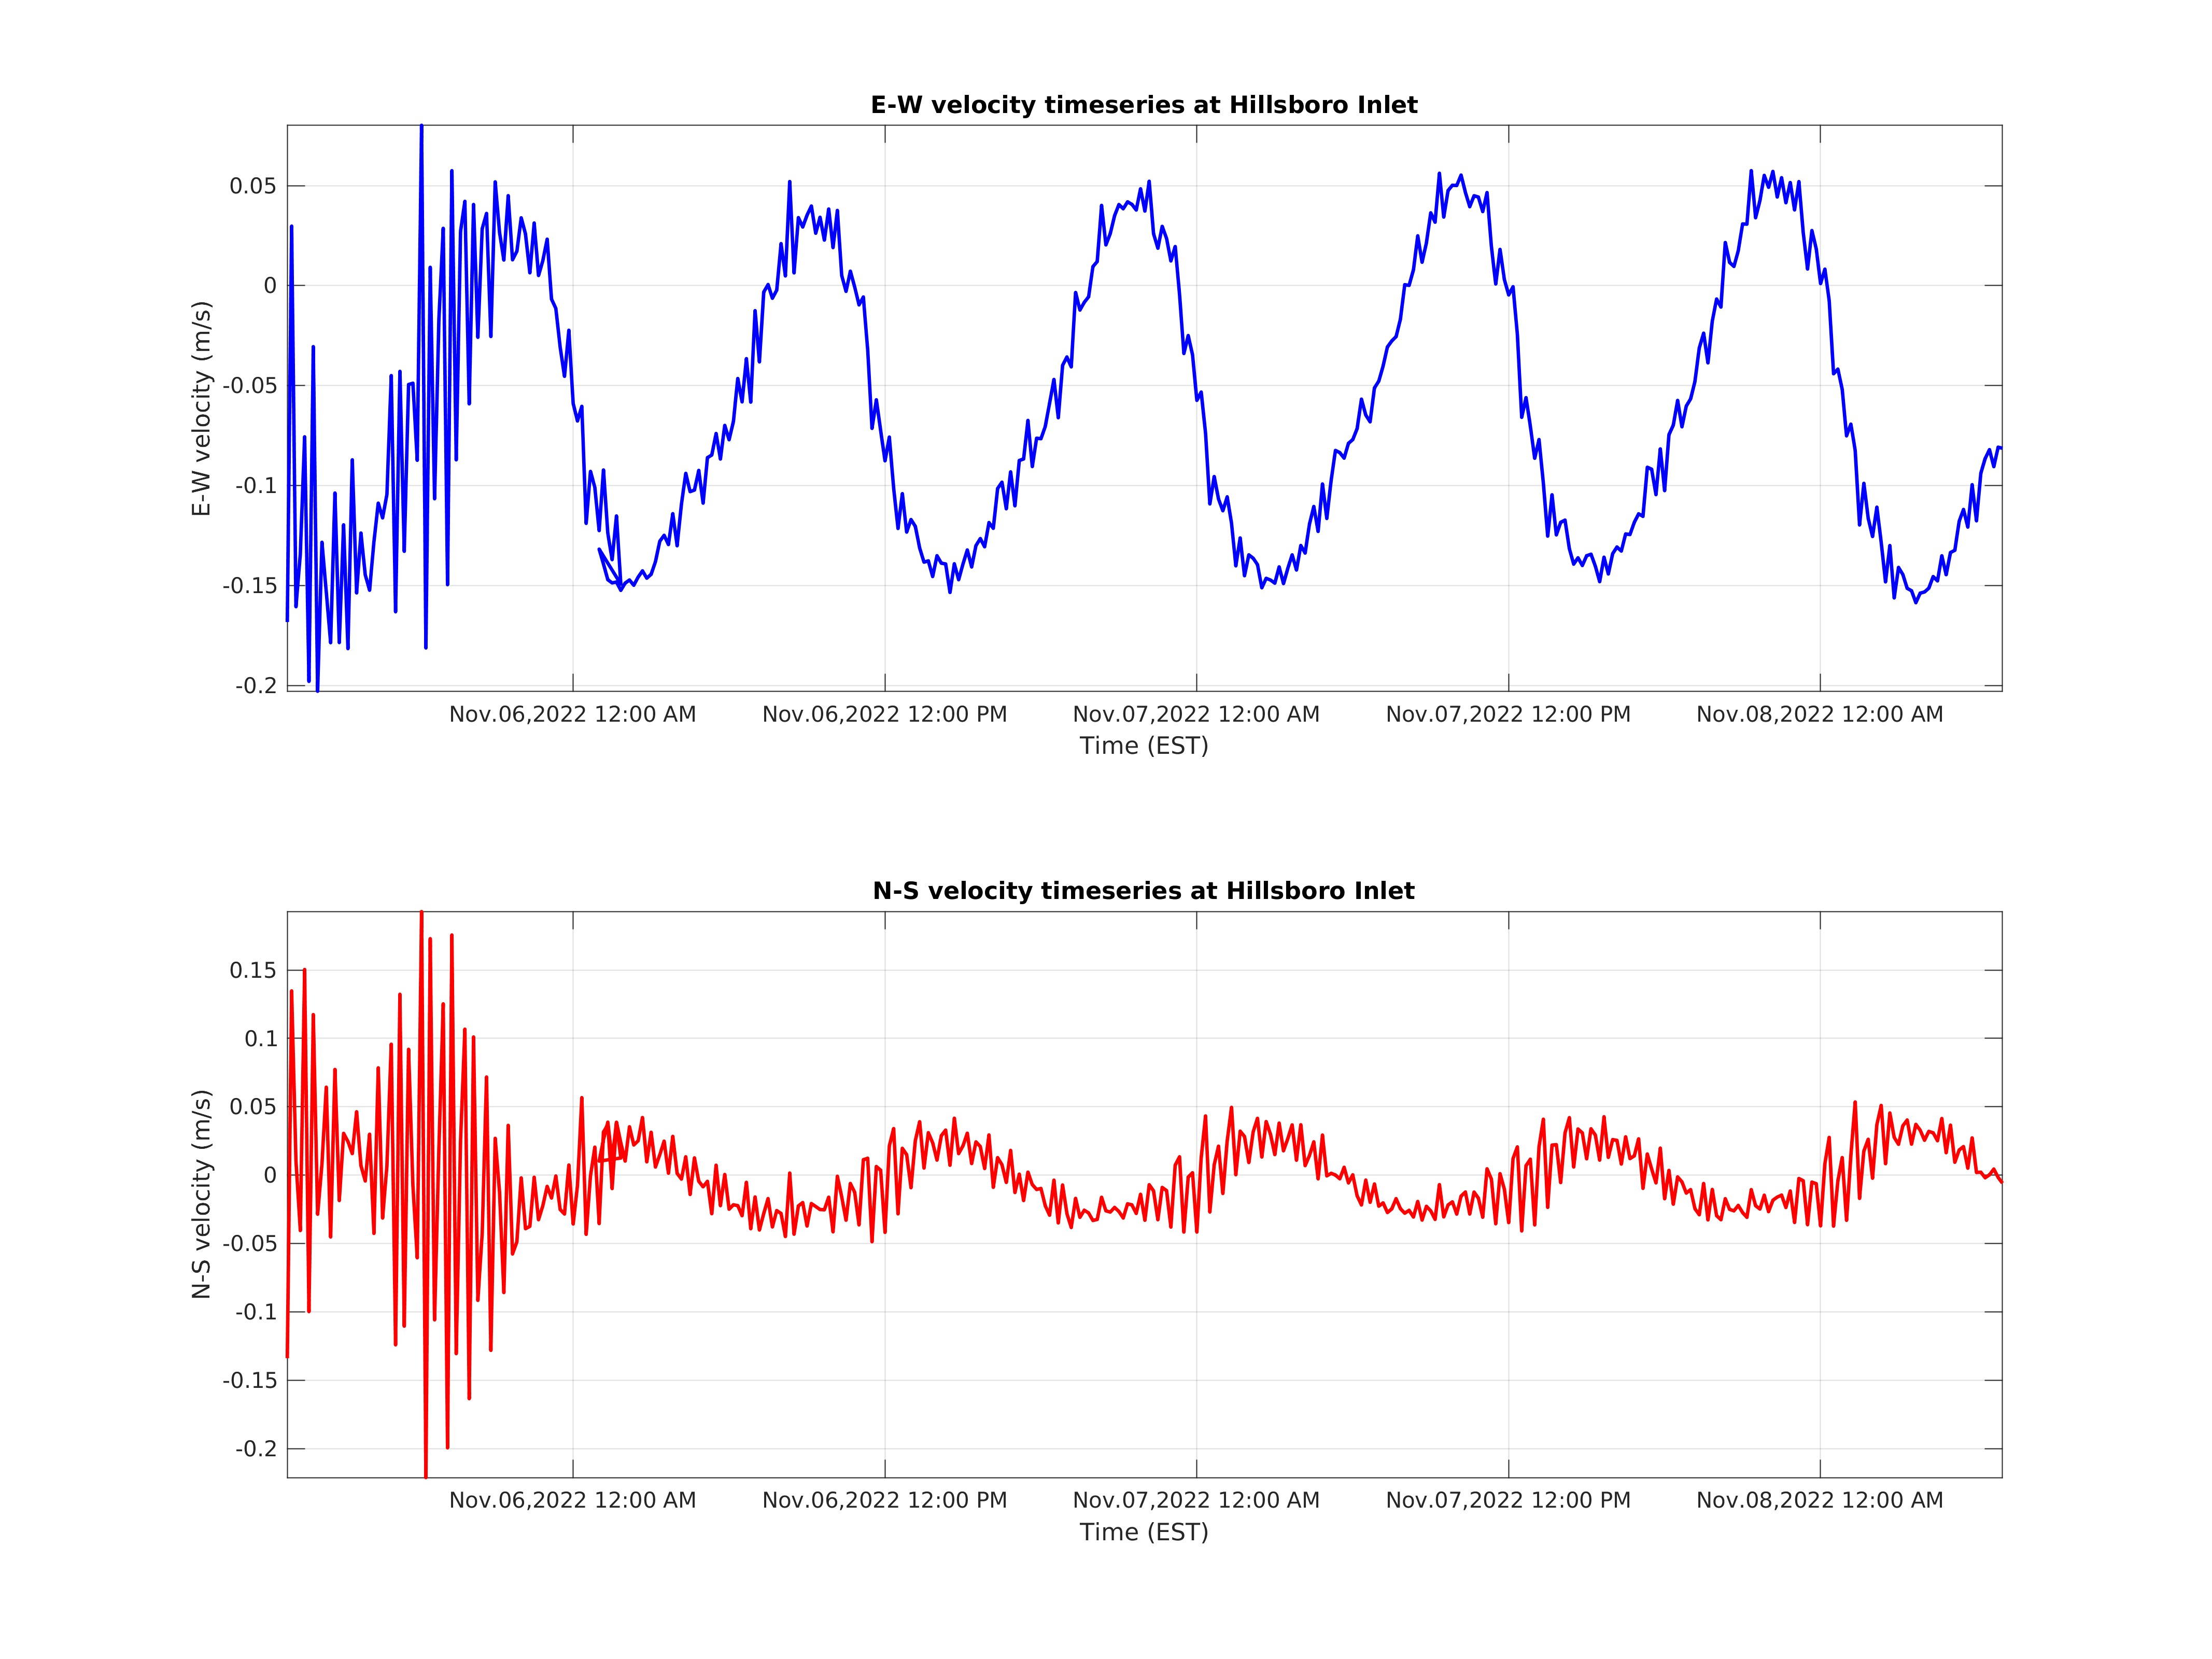 E-W velocity timeseries at Hillsboro Inlet
E-W velocity (m/s)
0.05
0
-0.05
-0.1
-0.15
-0.2
Nov.06,2022 12:00 AM Nov.06,2022 12:00 PM Nov.07,2022 12:00 AM Nov.07,2022 12:00 PM Nov.08,2022 12:00 AM
Time (EST)
N-S velocity timeseries at Hillsboro Inlet
N-S velocity (m/s)
0.15
0.1
0.05
0
-0.05
-0.1
-0.15
-0.2
Nov.06,2022 12:00 AM Nov.06,2022 12:00 PM Nov.07,2022 12:00 AM Nov.07,2022 12:00 PM Nov.08,2022 12:00 AM
Time (EST)